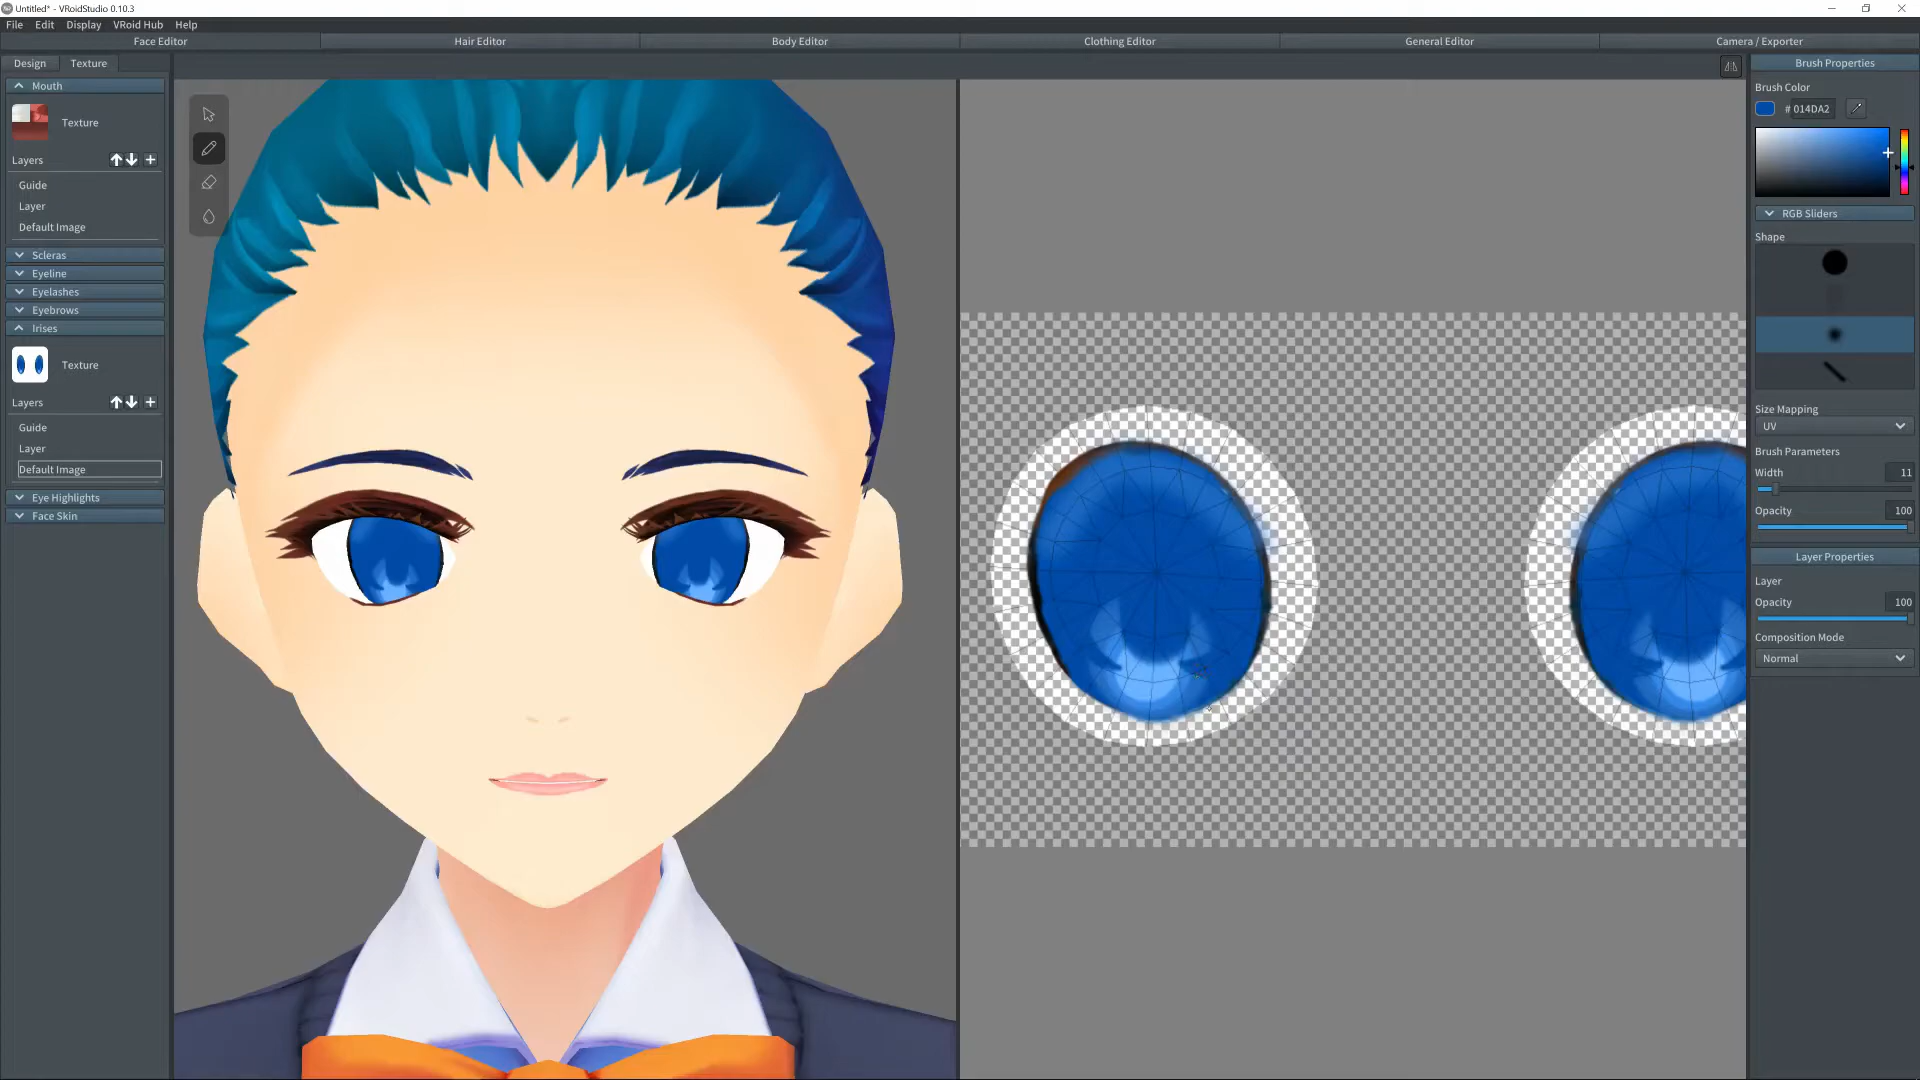 Untitled* - VRoidStudio 0.10.3
File Edit Display VRoid Hub Help
Face Editor Hair Editor Body Editor Clothing Editor General Editor Camera / Exporter
Design Texture
Mouth
Texture
Layers
Guide
Layer
Default Image
Scleras
Eyeline
Eyelashes
Eyebrows
Irises
Texture
Layers
Guide
Layer
Default Image
Eye Highlights
Face Skin
Brush Properties
Brush Color
# 014DA2
RGB Sliders
Shape
Size Mapping
UV
Brush Parameters
Width 11
Opacity 100
Layer Properties
Layer
Opacity 100
Composition Mode
Normal